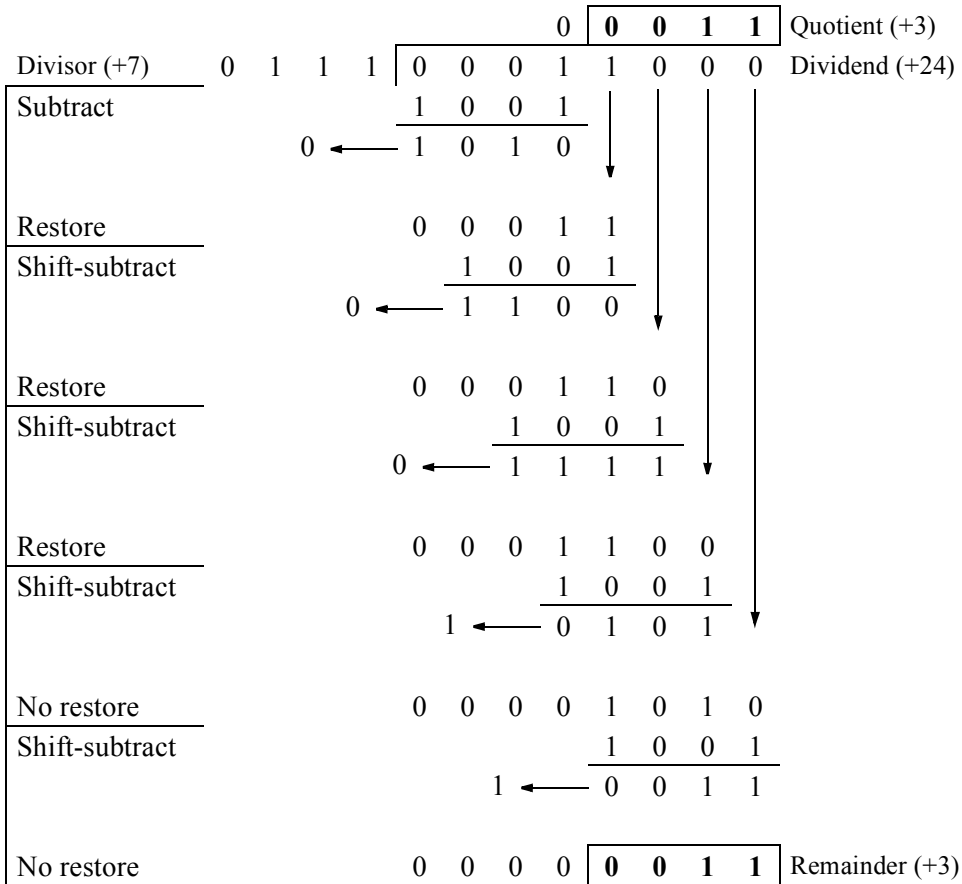 0 0 0 1 1 Quotient (+3)
Divisor (+7) 0 1 1 1 0 0 0 1 1 0 0 0 Dividend (+24)
Subtract 1 0 0 1
0 1 0 1 0
Restore 0 0 0 1 1
Shift-subtract 1 0 0 1
0 1 1 0 0
Restore 0 0 0 1 1 0
Shift-subtract 1 0 0 1
0 1 1 1 1
Restore 0 0 0 1 1 0 0
Shift-subtract 1 0 0 1
1 0 1 0 1
No restore 0 0 0 0 1 0 1 0
Shift-subtract 1 0 0 1
1 0 0 1 1
No restore 0 0 0 0 0 0 1 1 Remainder (+3)